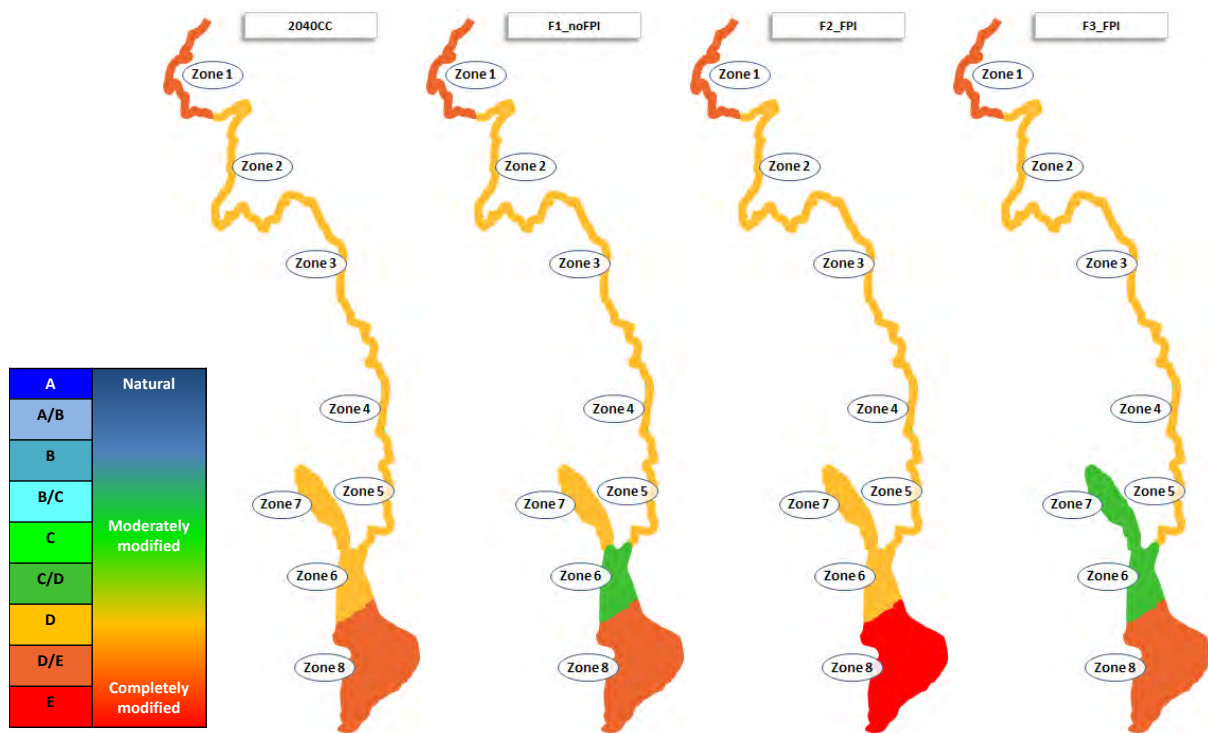 2040CC
F1_noFPI
F2_FPI
F3_FPI
Zone 1
Zone 2
Zone 3
Zone 4
Zone 5
Zone 7
Zone 6
Zone 8
Zone 1
Zone 2
Zone 3
Zone 4
Zone 5
Zone 7
Zone 6
Zone 8
Zone 1
Zone 2
Zone 3
Zone 4
Zone 5
Zone 7
Zone 6
Zone 8
Zone 1
Zone 2
Zone 3
Zone 4
Zone 5
Zone 7
Zone 6
Zone 8
A
A/B
B
B/C
C
C/D
D
D/E
E
Natural
Moderately
modified
Completely
modified